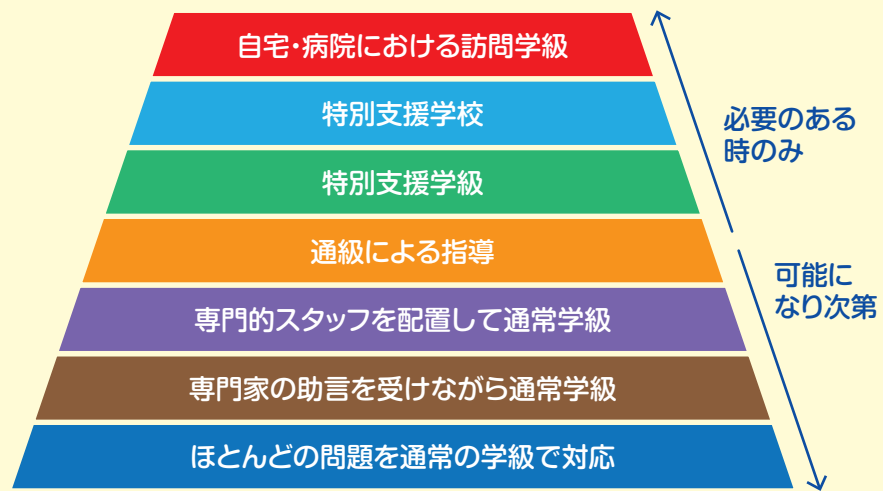 自宅・病院における訪問学級
特別支援学校
特別支援学級
通級による指導
専門的スタッフを配置して通常学級
専門家の助言を受けながら通常学級
ほとんどの問題を通常の学級で対応
必要のある
時のみ
可能に
なり次第